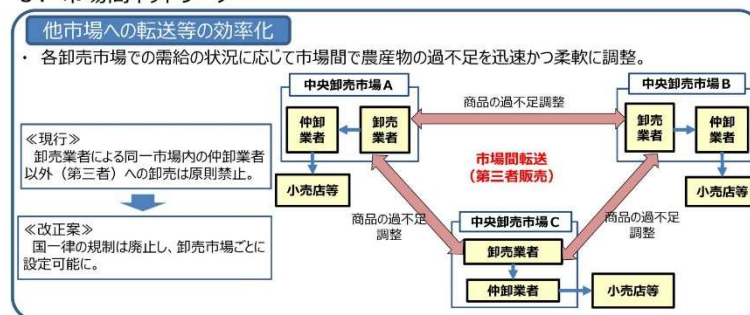 他市場への転送等の効率化
・ 各卸売市場での需給の状況に応じて市場間で農産物の過不足を迅速かつ柔軟に調整。
中央卸売市場A
中央卸売市場B
商品の過不足調整
仲卸
業者
卸売
業者
卸売
業者
仲卸
業者
≪現行≫
卸売業者による同一市場内の仲卸業者
以外(第三者)への卸売は原則禁止。
市場間転送
(第三者販売)
小売店等
小売店等
商品の過不足
調整
商品の過不足
調整
中央卸売市場C
≪改正案≫
国一律の規制は廃止し、卸売市場ごとに
設定可能に。
卸売業者
仲卸業者
小売店等